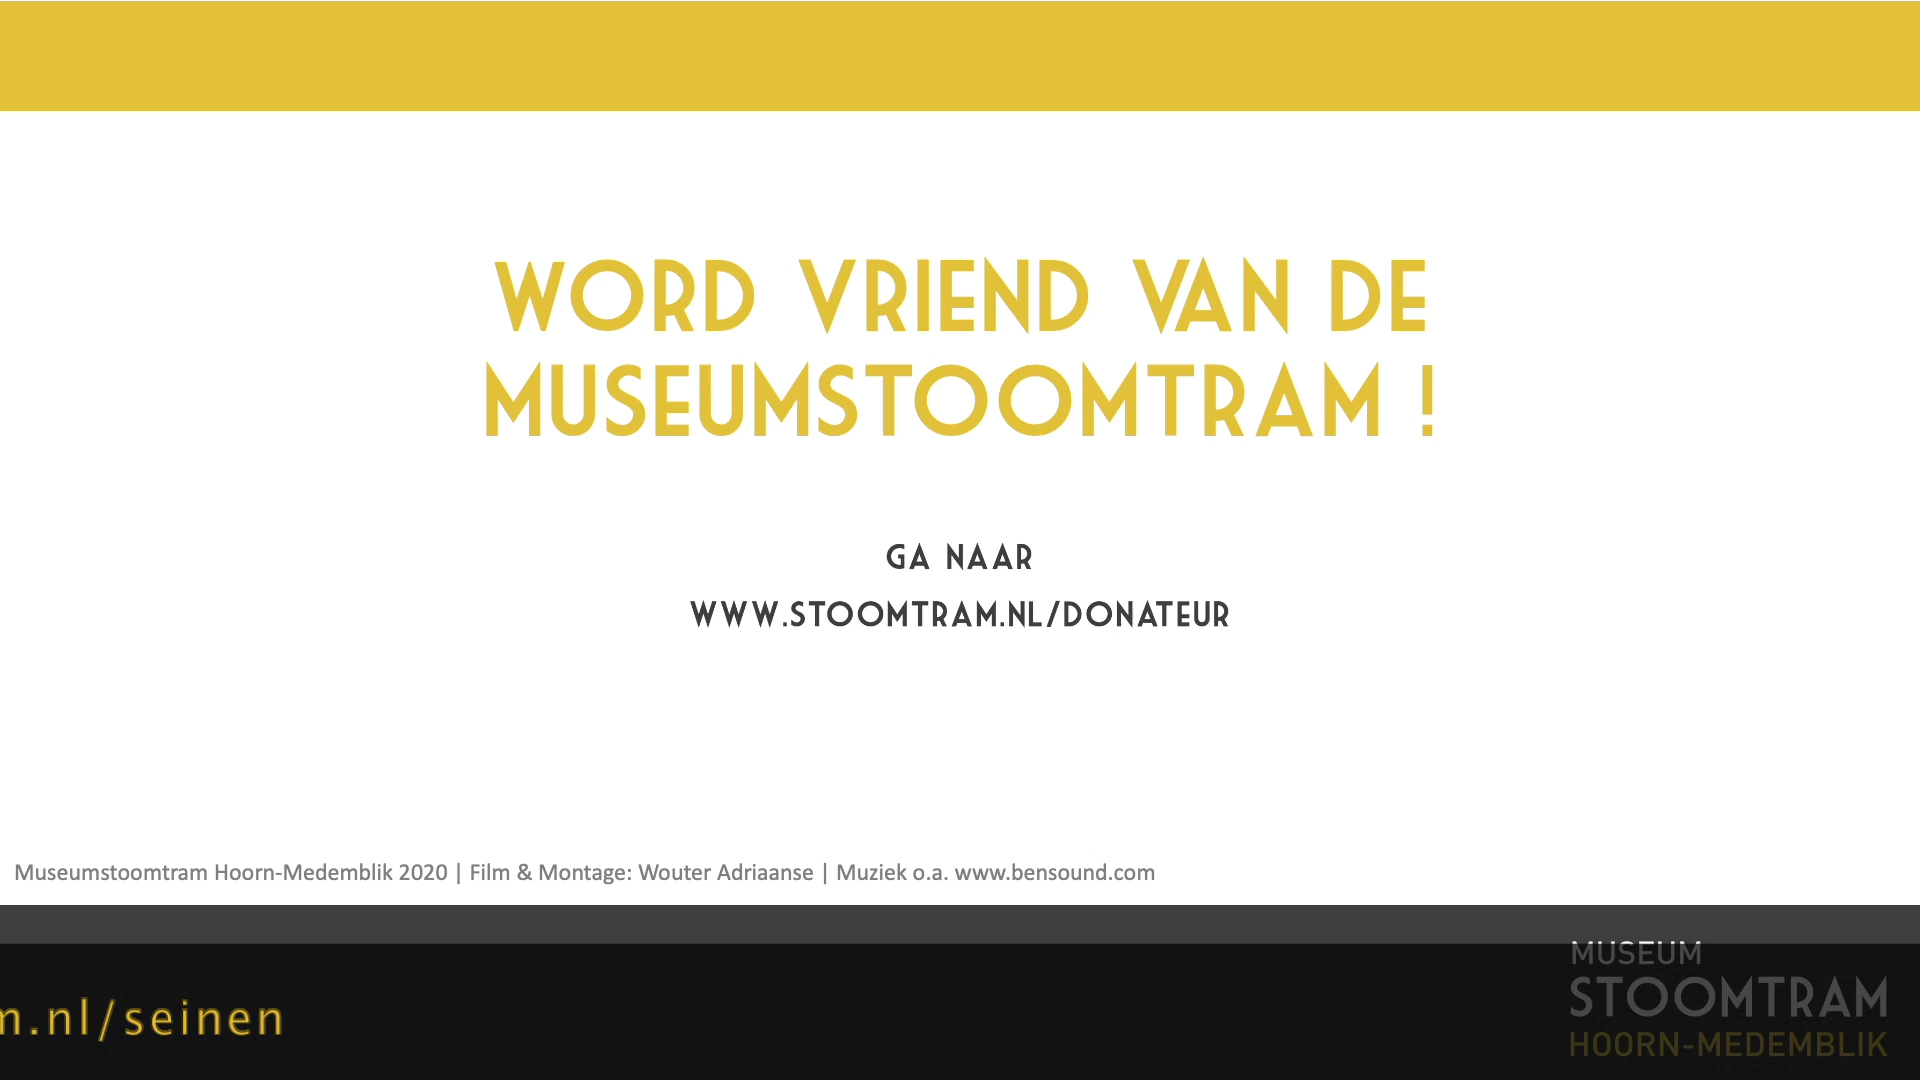 WORD VRIEND VAN DE
MUSEUMSTOOMTRAM !
GA NAAR
WWW.STOOMTRAM.NL/DONATEUR
Museumstoomtram Hoorn-Medemblik 2020 | Film & Montage: Wouter Adriaanse | Muziek o.a. www.bensound.com
m.nl/seinen
MUSEUM
STOOMTRAM
HOORN-MEDEMBLIK